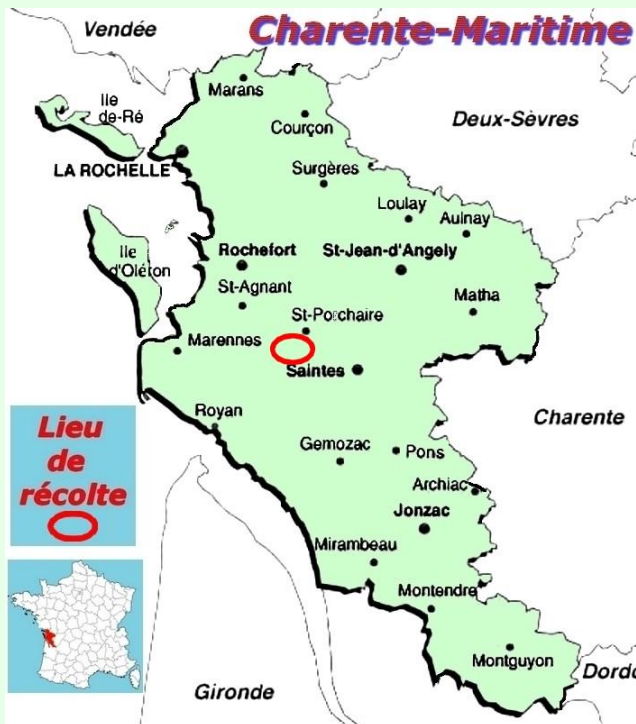 Vendée
Charente-Maritime
Ile
de-Ré
Marans
Courçon
Deux-Sèvres
LA ROCHELLE
Surgères
Loulay
Aulnay
Ile
d'Oléron
Rochefort
St-Jean-d'Angely
St-Agnant
Matha
St-Porchaire
Marennes
Saintes
Royan
Charente
Lieu
de
récolte
Gemozac
Pons
Archiac
Jonzac
Mirambeau
Montendre
Montguyon
Gironde
Dordo